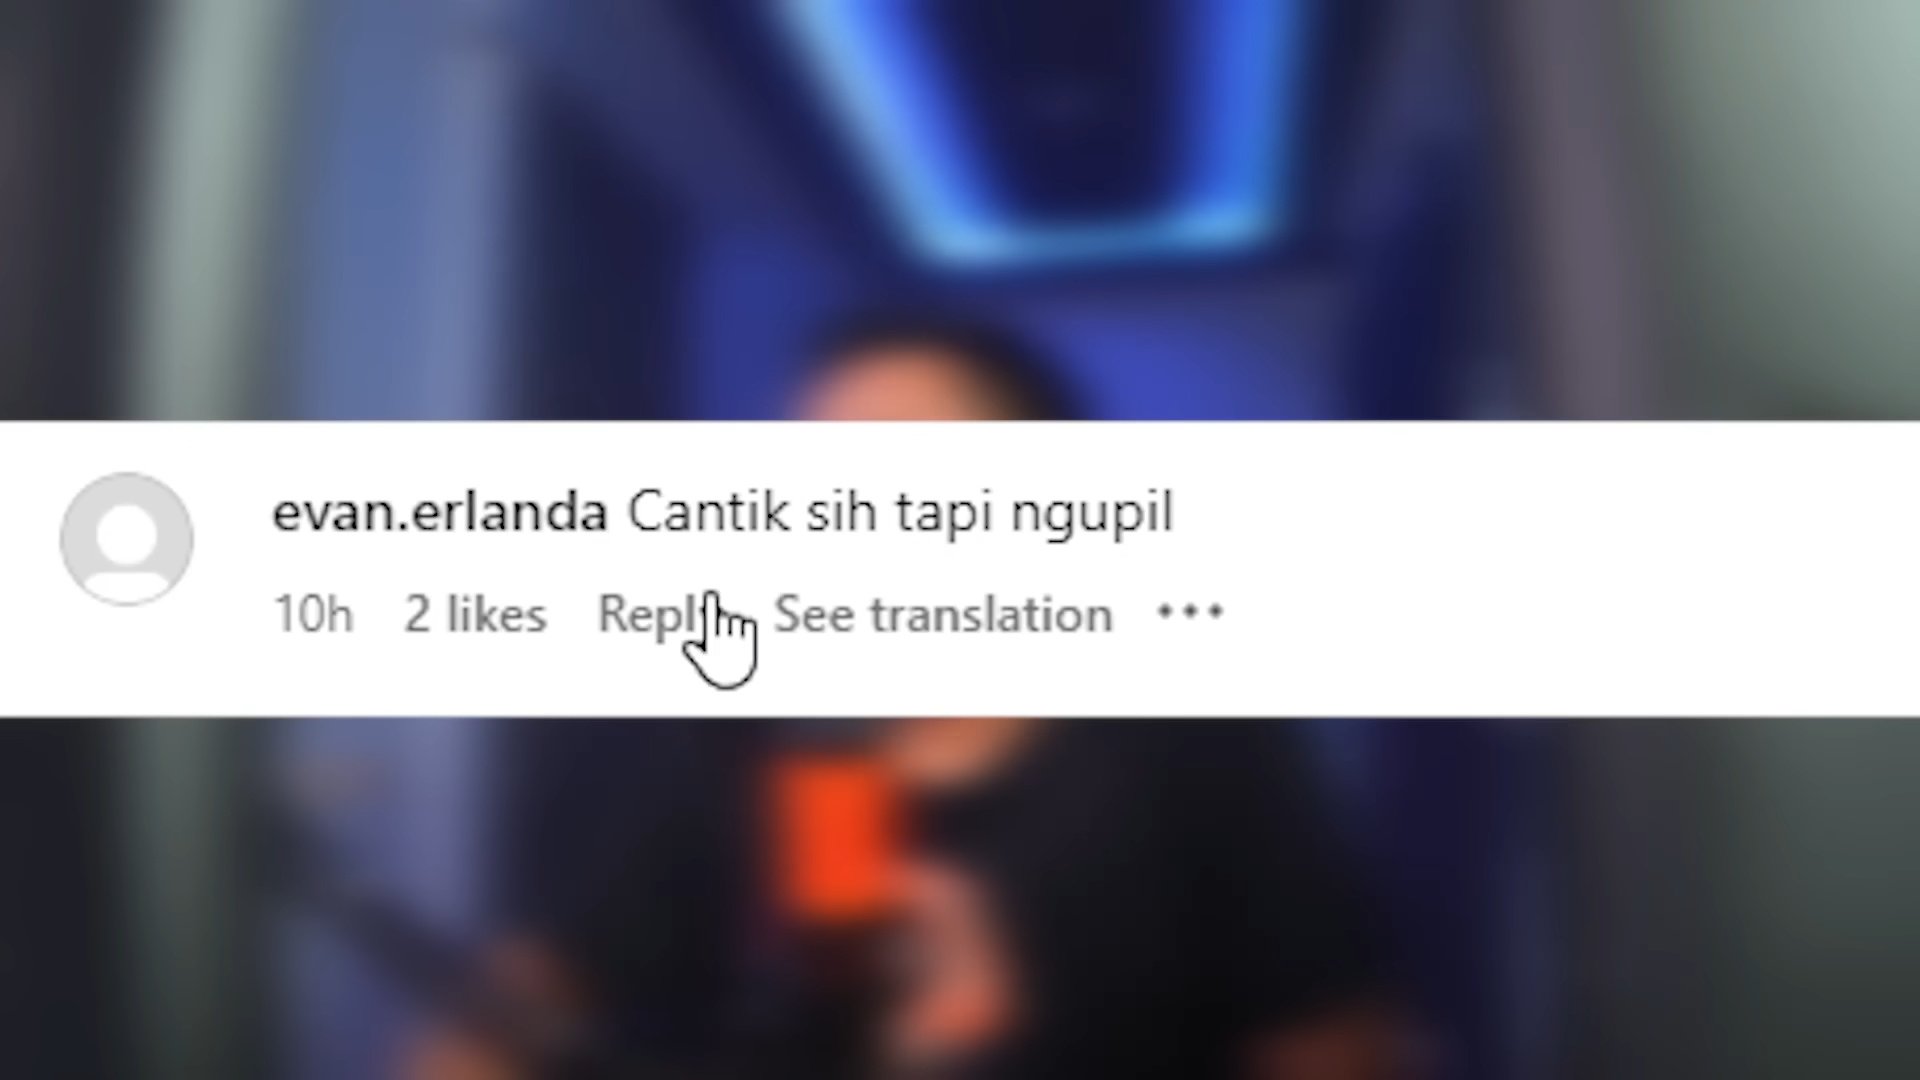 evan.erlanda Cantik sih tapi ngupil
10h 2 likes Reply See translation •••